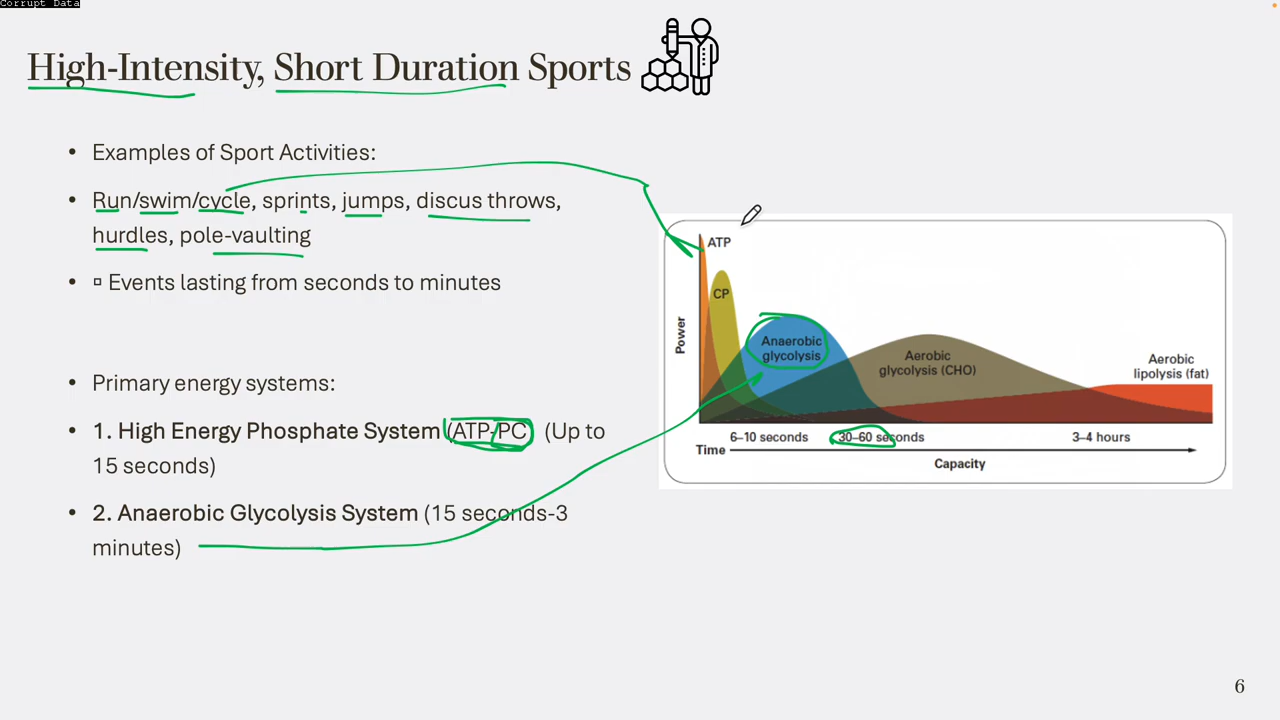 Corrupt Data
High-Intensity, Short Duration Sports
• Examples of Sport Activities:
• Run/swim/cycle, sprints, jumps, discus throws,
hurdles, pole-vaulting
• ▫ Events lasting from seconds to minutes
• Primary energy systems:
• 1. High Energy Phosphate System (ATP-PC) (Up to
15 seconds)
• 2. Anaerobic Glycolysis System (15 seconds-3
minutes)
ATP
CP
Power
Anaerobic
glycolysis
Aerobic
glycolysis (CHO)
Aerobic
lipolysis (fat)
6–10 seconds
30–60 seconds
3–4 hours
Time
Capacity
6